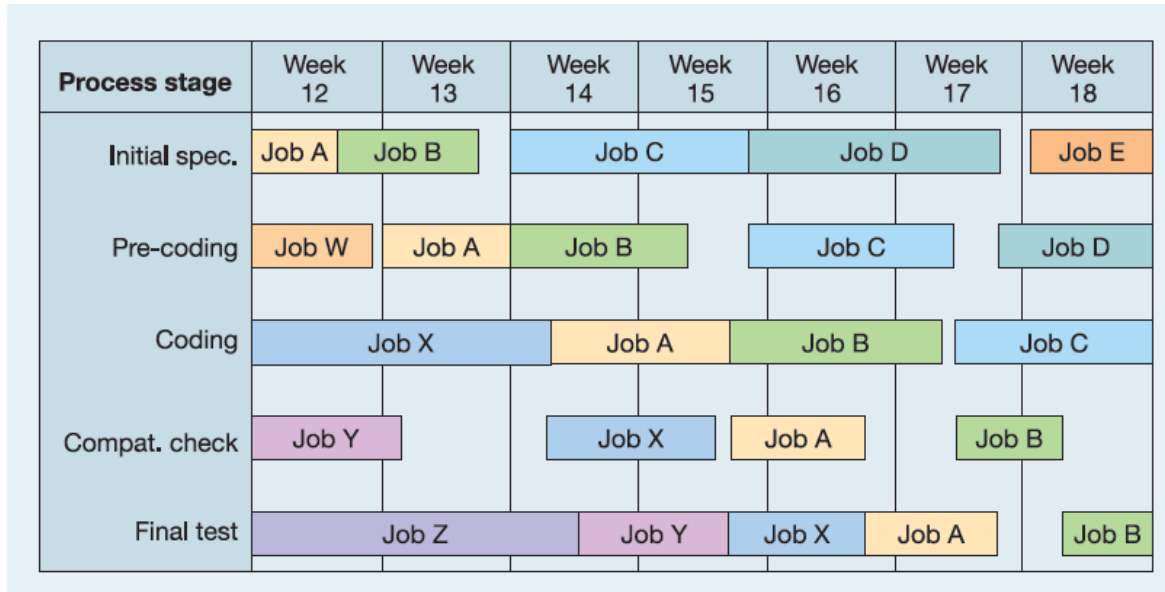 Process stage
Week 12
Week 13
Week 14
Week 15
Week 16
Week 17
Week 18
Initial spec.
Job A
Job B
Job C
Job D
Job E
Pre-coding
Job W
Job A
Job B
Job C
Job D
Coding
Job X
Job A
Job B
Job C
Compat. check
Job Y
Job X
Job A
Job B
Final test
Job Z
Job Y
Job X
Job A
Job B